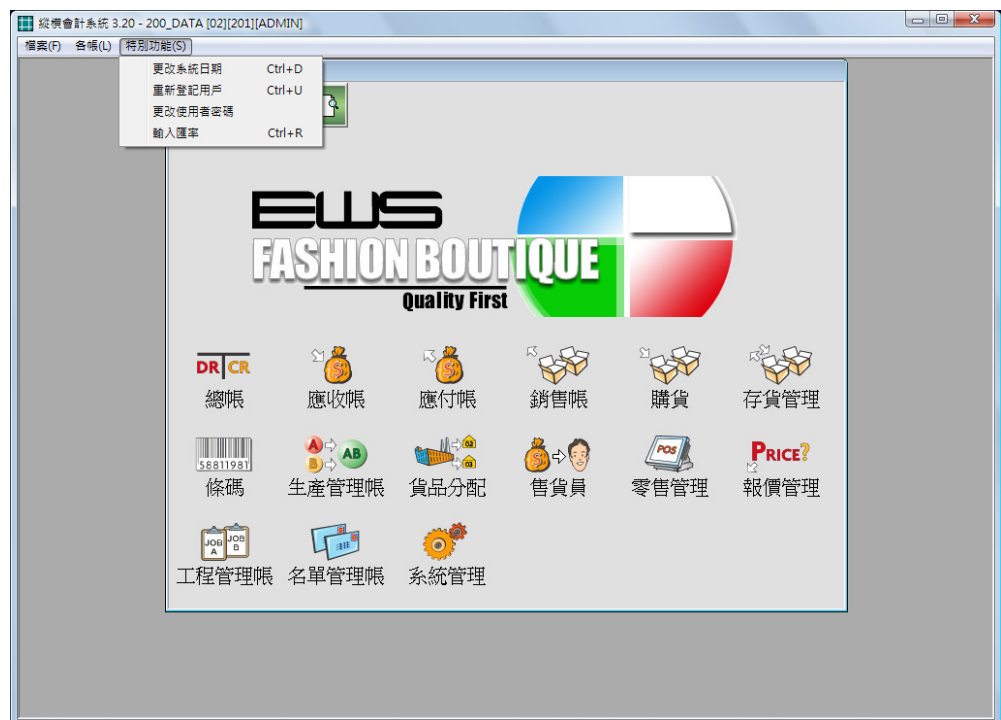 縱橫會計系統 3.20 - 200_DATA [02][201][ADMIN]
檔案(F) 各帳(L) 特別功能(S)
更改系統日期 Ctrl+D
重新登記用戶 Ctrl+U
更改使用者密碼
輸入匯率 Ctrl+R
EWS
FASHION BOUTIQUE
Quality First
DR CR
總帳 應收帳 應付帳 銷售帳 購貨 存貨管理
58811981 A B AB 02 03 POS PRICE?
條碼 生產管理帳 貨品分配 售貨員 零售管理 報價管理
JOB A JOB B
工程管理帳 名單管理帳 系統管理